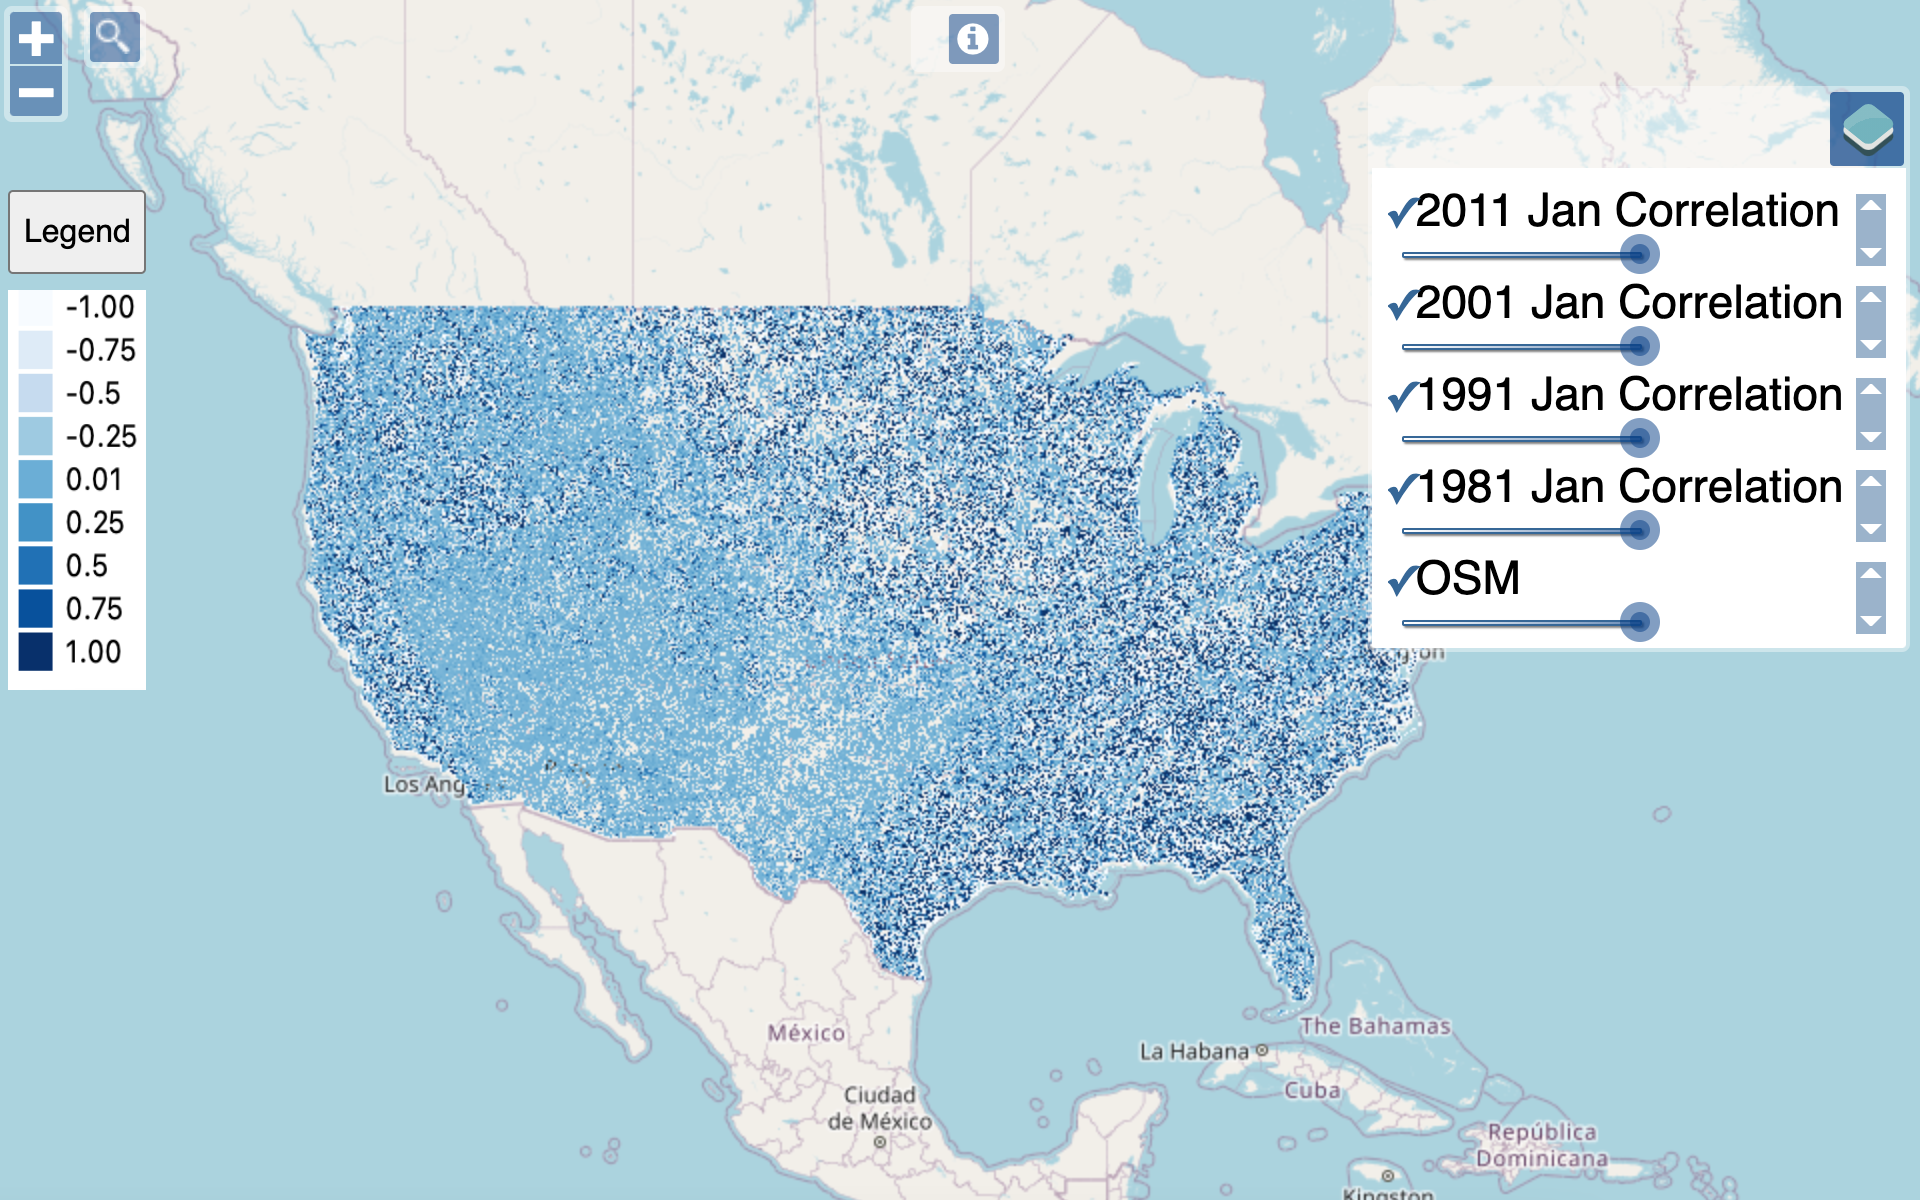 Legend
-1.00
-0.75
-0.5
-0.25
0.01
0.25
0.5
0.75
1.00
2011 Jan Correlation
2001 Jan Correlation
1991 Jan Correlation
1981 Jan Correlation
OSM
Los Ang
México
Ciudad
de México
La Habana
The Bahamas
Cuba
República
Dominicana
Kingston